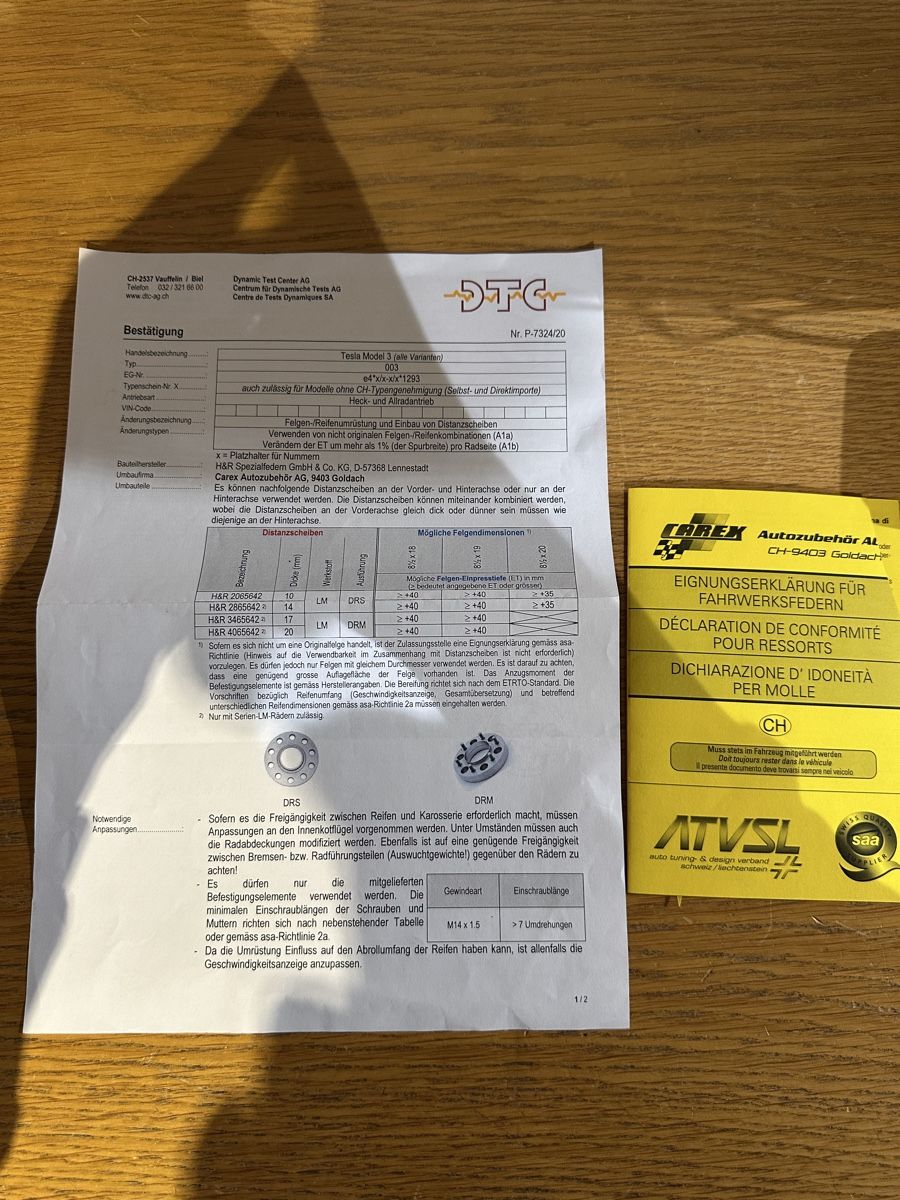 CH-2537 Vauffelin / Biel
Telefon 032 / 321 66 00
www.dtc-ag.ch
Dynamic Test Center AG
Centrum für Dynamische Tests AG
Centre de Tests Dynamiques SA
DTC
Bestätigung
Nr. P-7324/20
Handelsbezeichnung ........: Tesla Model 3 (alle Varianten)
Typ ........: 003
EG-Nr. ........: e4*x/x-x/x*1293
Typenschein-Nr. X ........: auch zulässig für Modelle ohne CH-Typengenehmigung (Selbst- und Direktimporte)
Antriebsart ........: Heck- und Allradantrieb
VIN-Code ........:
Änderungsbezeichnung ........: Felgen-/Reifenumrüstung und Einbau von Distanzscheiben
Änderungstypen ........: Verwenden von nicht originalen Felgen-/Reifenkombinationen (A1a)
Verändern der ET um mehr als 1% (der Spurbreite) pro Radseite (A1b)
x = Platzhalter für Nummern
Bauteilhersteller ........: H&R Spezialfedern GmbH & Co. KG, D-57368 Lennestadt
Umbaufirma ........: Carex Autozubehör AG, 9403 Goldach
Umbauteile ........: Es können nachfolgende Distanzscheiben an der Vorder- und Hinterachse oder nur an der
Hinterachse verwendet werden. Die Distanzscheiben können miteinander kombiniert werden,
wobei die Distanzscheiben an der Vorderachse gleich dick oder dünner sein müssen wie
diejenige an der Hinterachse.
Distanzscheiben Mögliche Felgendimensionen 1)
Bezeichnung Dicke (mm) Werkstoff Ausführung 8½ x 18 8½ x 19 8½ x 20
Mögliche Felgen-Einpresstiefe (ET) in mm
(≥ bedeutet angegebene ET oder grösser)
H&R 2065642 10 LM DRS ≥ +40 ≥ +40 ≥ +35
H&R 2865642 2) 14 ≥ +40 ≥ +40 ≥ +35
H&R 3465642 2) 17 LM DRM ≥ +40 ≥ +40
H&R 4065642 2) 20 ≥ +40 ≥ +40
1) Sofern es sich nicht um eine Originalfelge handelt, ist der Zulassungsstelle eine Eignungserklärung gemäss asa-
Richtlinie (Hinweis auf die Verwendbarkeit im Zusammenhang mit Distanzscheiben ist nicht erforderlich)
vorzulegen. Es dürfen jedoch nur Felgen mit gleichem Durchmesser verwendet werden. Es ist darauf zu achten,
dass eine genügend grosse Auflagefläche der Felge vorhanden ist. Das Anzugsmoment der
Befestigungselemente ist gemäss Herstellerangaben. Die Bereifung richtet sich nach dem ETRTO-Standard. Die
Vorschriften bezüglich Reifenumfang (Geschwindigkeitsanzeige, Gesamtübersetzung) und betreffend
unterschiedlichen Reifendimensionen gemäss asa-Richtlinie 2a müssen eingehalten werden.
2) Nur mit Serien-LM-Rädern zulässig.
DRS DRM
Notwendige
Anpassungen ........:
- Sofern es die Freigängigkeit zwischen Reifen und Karosserie erforderlich macht, müssen
Anpassungen an den Innenkotflügel vorgenommen werden. Unter Umständen müssen auch
die Radabdeckungen modifiziert werden. Ebenfalls ist auf eine genügende Freigängigkeit
zwischen Bremsen- bzw. Radführungsteilen (Auswuchtgewichte!) gegenüber den Rädern zu
achten!
- Es dürfen nur die mitgelieferten
Befestigungselemente verwendet werden. Die
minimalen Einschraublängen der Schrauben und
Muttern richten sich nach nebenstehender Tabelle
oder gemäss asa-Richtlinie 2a.
Gewindeart Einschraublänge
M14 x 1.5 > 7 Umdrehungen
- Da die Umrüstung Einfluss auf den Abrollumfang der Reifen haben kann, ist allenfalls die
Geschwindigkeitsanzeige anzupassen.
1 / 2
CAREX
Autozubehör
CH-9403 Goldach
EIGNUNGSERKLÄRUNG FÜR
FAHRWERKSFEDERN
DÉCLARATION DE CONFORMITÉ
POUR RESSORTS
DICHIARAZIONE D' IDONEITÀ
PER MOLLE
CH
Muss stets im Fahrzeug mitgeführt werden
Doit toujours rester dans le véhicule
Il presente documento deve trovarsi sempre nel veicolo
ATVSL
auto tuning- & design verband
schweiz / liechtenstein
SWISS QUALITY
saa
SUPPLIER